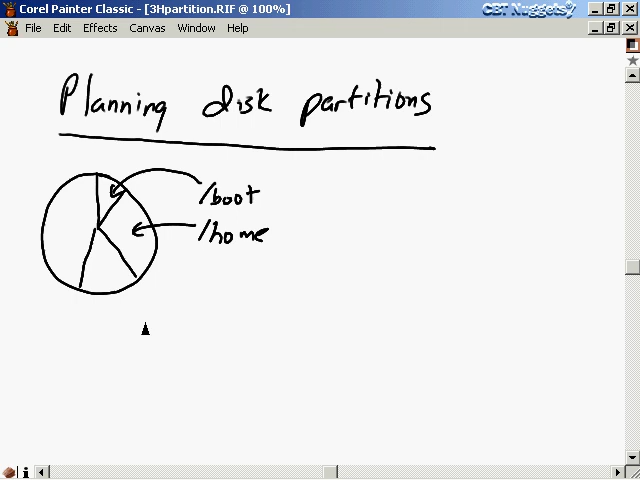 Corel Painter Classic - [3Hpartition.RIF @ 100%]
CBT Nuggets
File Edit Effects Canvas Window Help
Planning disk partitions
/boot
/home